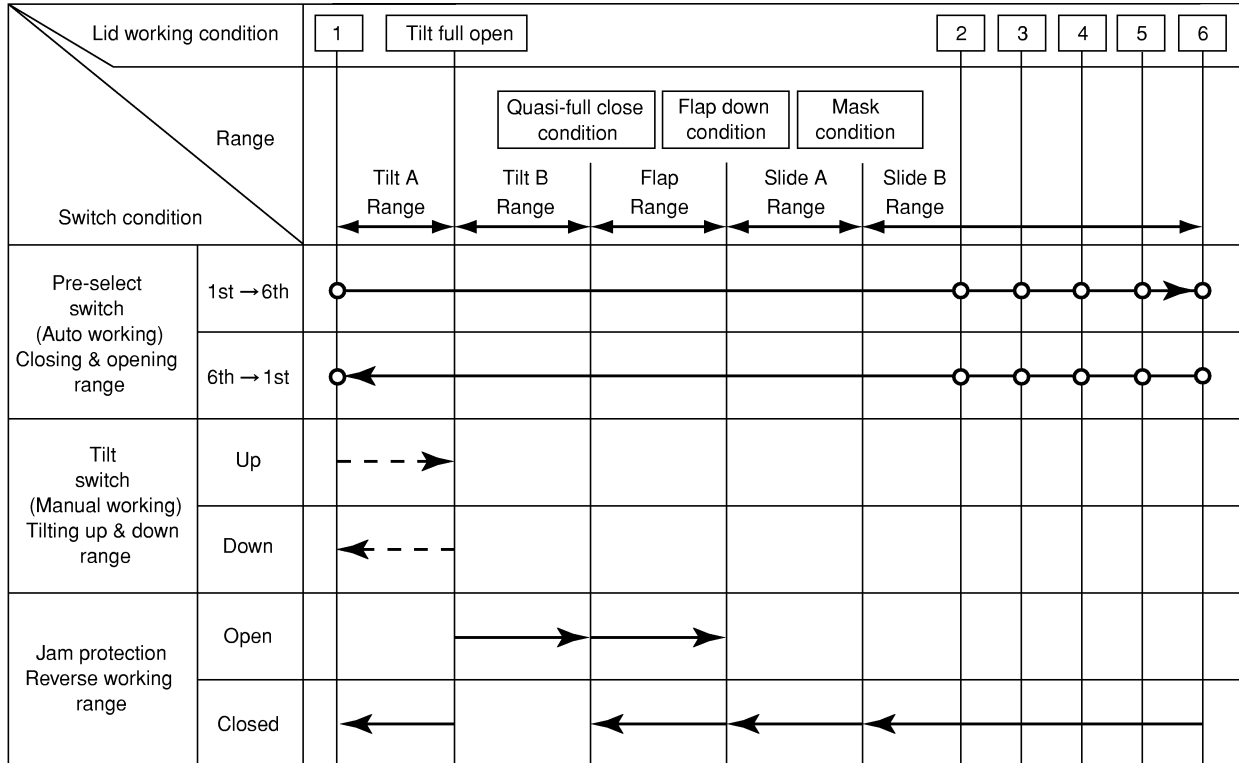 Lid working condition
1
Tilt full open
2
3
4
5
6
Range
Quasi-full close
condition
Flap down
condition
Mask
condition
Tilt A
Range
Tilt B
Range
Flap
Range
Slide A
Range
Slide B
Range
Switch condition
Pre-select
switch
(Auto working)
Closing & opening
range
1st → 6th
6th → 1st
Tilt
switch
(Manual working)
Tilting up & down
range
Up
Down
Jam protection
Reverse working
range
Open
Closed